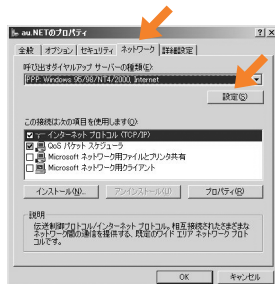 au.NETのプロパティ
全般 オプション セキュリティ ネットワーク 詳細設定
呼び出すダイヤルアップ サーバーの種類(E):
PPP: Windows 95/98/NT4/2000, Internet
設定(S)
この接続は次の項目を使用します(O):
インターネット プロトコル (TCP/IP)
QoS パケット スケジューラ
Microsoft ネットワーク用ファイルとプリンタ共有
Microsoft ネットワーク用クライアント
インストール(N)... アンインストール(U) プロパティ(R)
説明
伝送制御プロトコル/インターネット プロトコル。相互接続されたさまざまな
ネットワーク間の通信を提供する、既定のワイド エリア ネットワーク プロト
コルです。
OK キャンセル